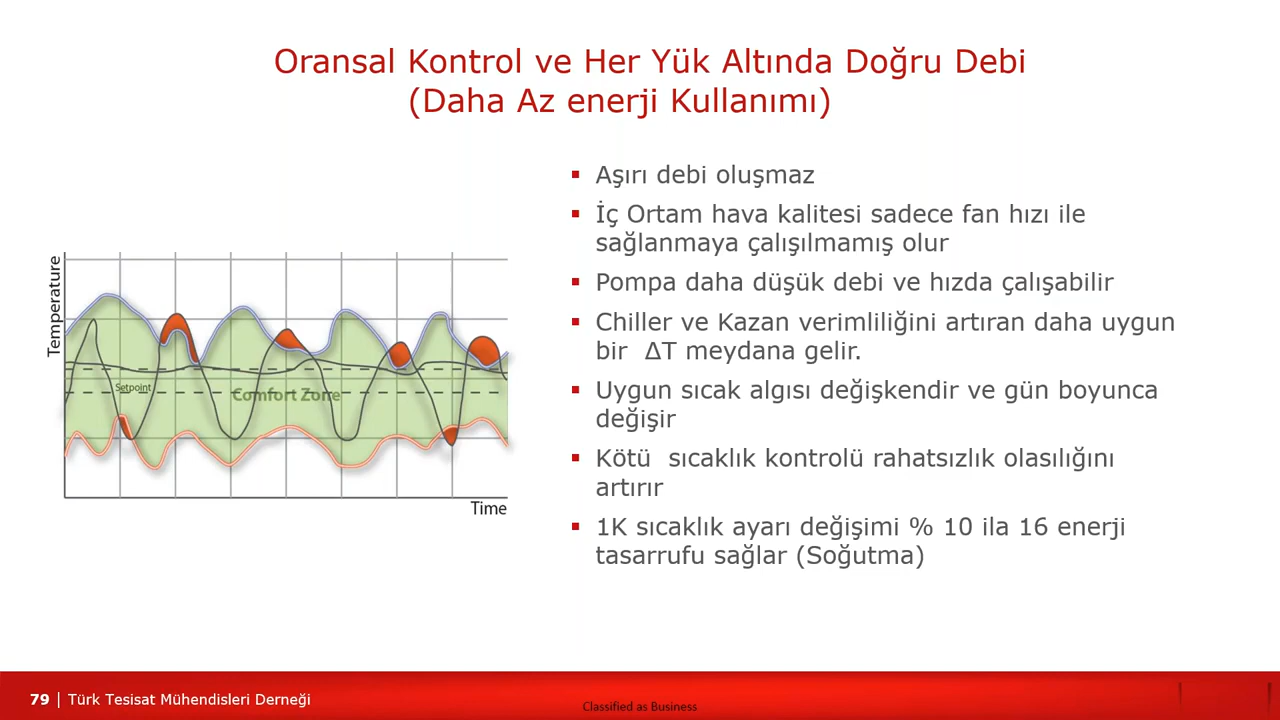 Oransal Kontrol ve Her Yük Altında Doğru Debi
(Daha Az enerji Kullanımı)
Temperature
Setpoint
Comfort Zone
Time
▪ Aşırı debi oluşmaz
▪ İç Ortam hava kalitesi sadece fan hızı ile
sağlanmaya çalışılmamış olur
▪ Pompa daha düşük debi ve hızda çalışabilir
▪ Chiller ve Kazan verimliliğini artıran daha uygun
bir ΔT meydana gelir.
▪ Uygun sıcak algısı değişkendir ve gün boyunca
değişir
▪ Kötü sıcaklık kontrolü rahatsızlık olasılığını
artırır
▪ 1K sıcaklık ayarı değişimi % 10 ila 16 enerji
tasarrufu sağlar (Soğutma)
79 | Türk Tesisat Mühendisleri Derneği
Classified as Business